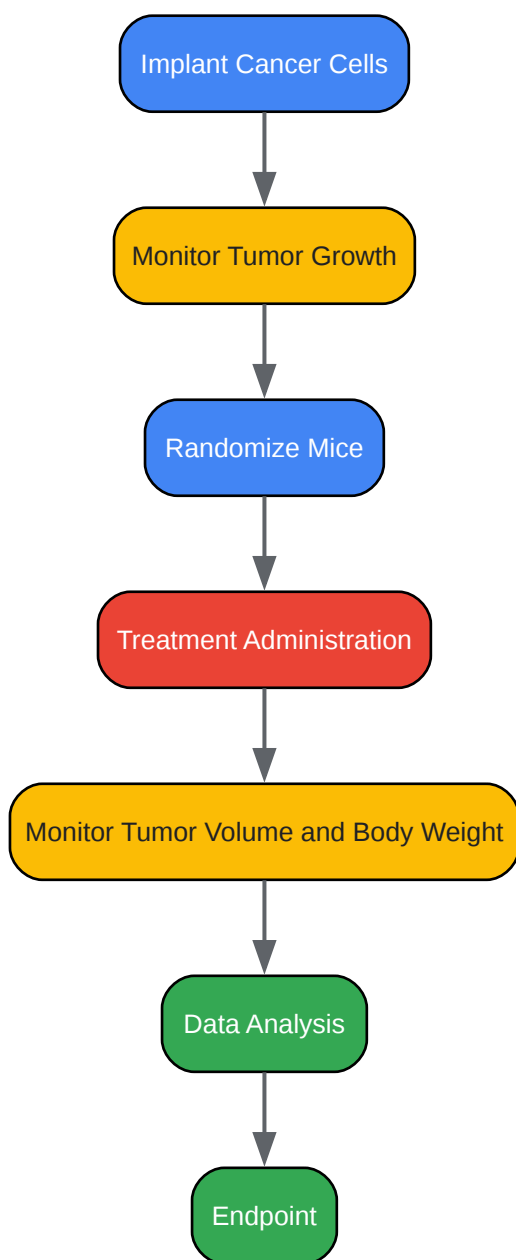 Implant Cancer Cells
Monitor Tumor Growth
Randomize Mice
Treatment Administration
Monitor Tumor Volume and Body Weight
Data Analysis
Endpoint